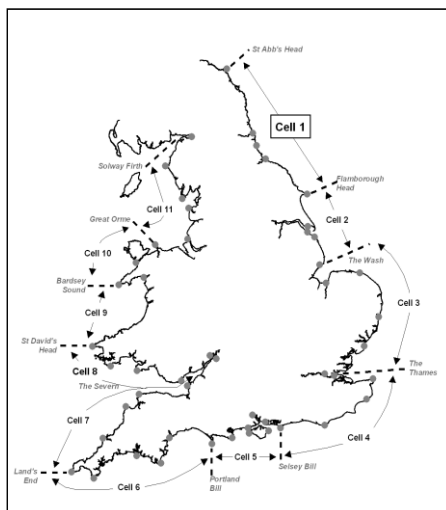 St Abb's Head
Cell 1
Solway Firth
Flamborough
Head
Cell 11
Great Orme
Cell 2
Cell 10
The Wash
Bardsey
Sound
Cell 3
Cell 9
St David's
Head
Cell 8
The Thames
The Severn
Cell 7
Cell 4
Land's
End
Cell 6
Cell 5
Selsey Bill
Portland
Bill